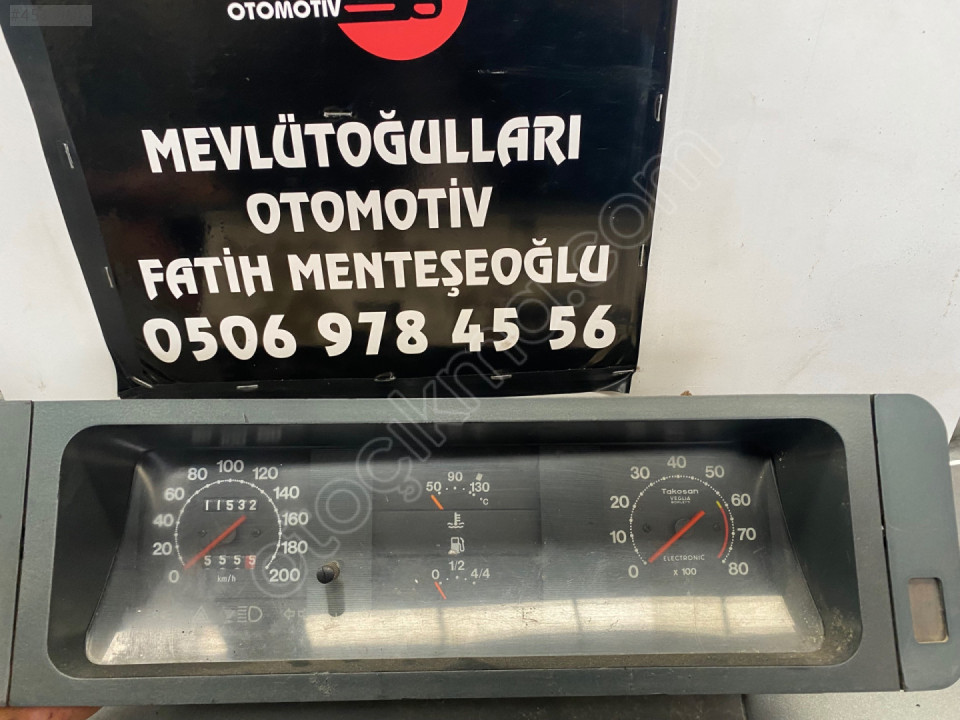 OTOMOTİV
MEVLÜTOĞULLARI
OTOMOTİV
FATİH MENTEŞEOĞLU
0506 978 45 56
otoçıkma.com
0 20 40 60 80 100 120 140 160 180 200
11532
5555
km/h
50 90 130
°C
0 1/2 4/4
0 10 20 30 40 50 60 70 80
Takosan
VEGLIA
ELECTRONIC
x 100